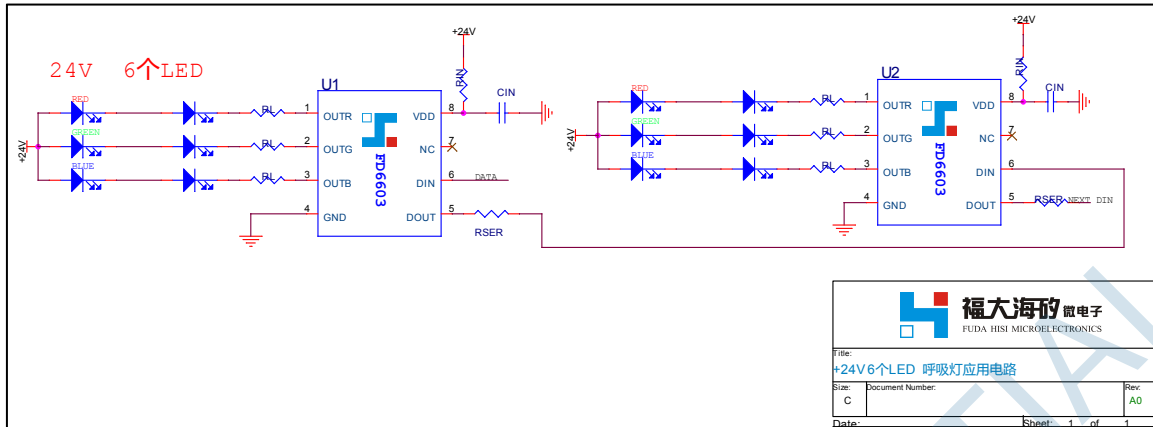 24V 6个LED
+24V
RED
GREEN
BLUE
RL
RL
RL
1
2
3
4
U1
OUTR
OUTG
OUTB
GND
FD6603
VDD
NC
DIN
DOUT
8
7
6
5
+24V
RIN
CIN
DATA
RSER
+24V
RED
GREEN
BLUE
RL
RL
RL
1
2
3
4
U2
OUTR
OUTG
OUTB
GND
FD6603
VDD
NC
DIN
DOUT
8
7
6
5
+24V
RIN
CIN
RSER NEXT DIN
福大海矽 微电子
FUDA HISI MICROELECTRONICS
Title:
+24V6个LED 呼吸灯应用电路
Size: Document Number: Rev:
C A0
Date: Sheet: 1 of 1